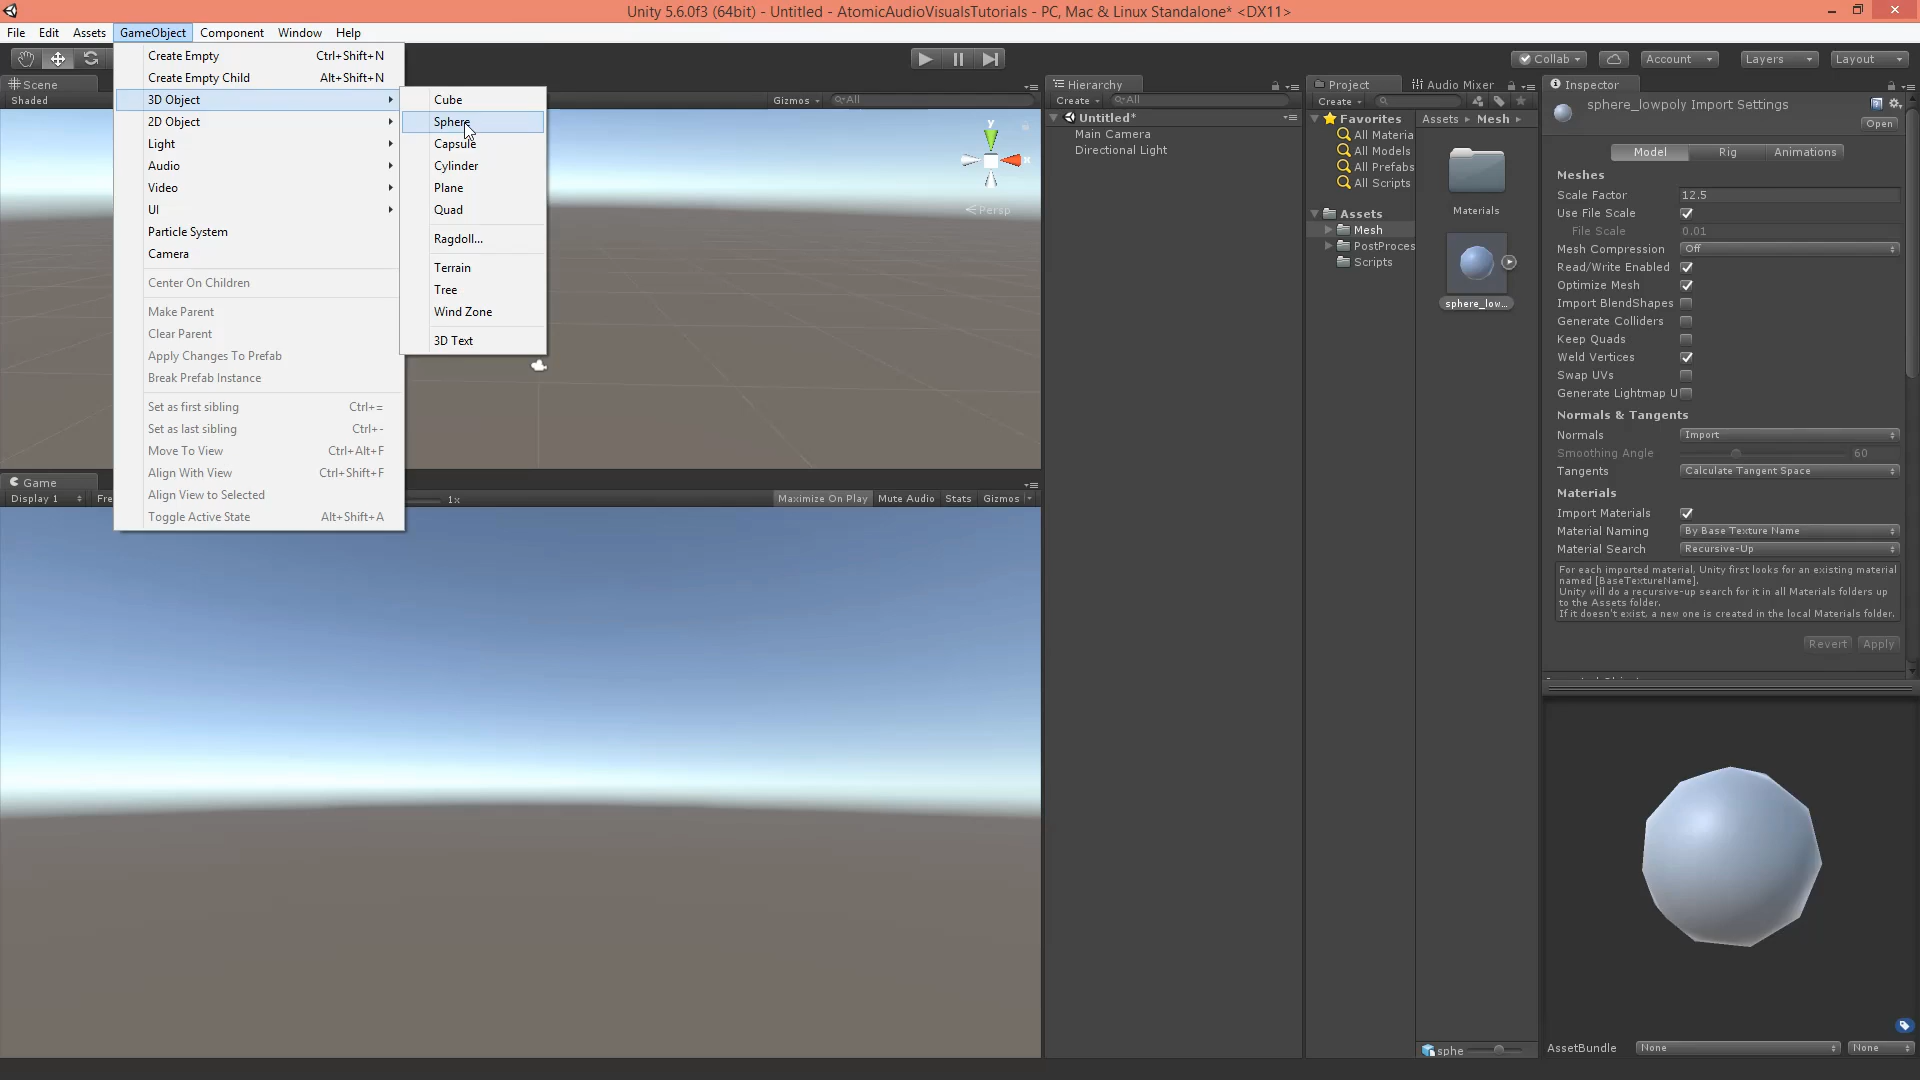 Unity 5.6.0f3 (64bit) - Untitled - AtomicAudioVisualsTutorials - PC, Mac & Linux Standalone* <DX11>
File Edit Assets GameObject Component Window Help
Collab Account Layers Layout
Create Empty Ctrl+Shift+N
Create Empty Child Alt+Shift+N
3D Object
2D Object
Light
Audio
Video
UI
Particle System
Camera
Center On Children
Make Parent
Clear Parent
Apply Changes To Prefab
Break Prefab Instance
Set as first sibling Ctrl+=
Set as last sibling Ctrl+-
Move To View Ctrl+Alt+F
Align With View Ctrl+Shift+F
Align View to Selected
Toggle Active State Alt+Shift+A
Cube
Sphere
Capsule
Cylinder
Plane
Quad
Ragdoll...
Terrain
Tree
Wind Zone
3D Text
Scene
Shaded Gizmos All
y
x
Persp
Game
Display 1 Fre 1x Maximize On Play Mute Audio Stats Gizmos
Hierarchy
Create All
Untitled*
Main Camera
Directional Light
Project Audio Mixer
Create
Favorites
All Materia
All Models
All Prefabs
All Scripts
Assets
Mesh
PostProces
Scripts
Assets Mesh
Materials
sphere_low...
sphe
Inspector
sphere_lowpoly Import Settings
Open
Model Rig Animations
Meshes
Scale Factor 12.5
Use File Scale
File Scale 0.01
Mesh Compression Off
Read/Write Enabled
Optimize Mesh
Import BlendShapes
Generate Colliders
Keep Quads
Weld Vertices
Swap UVs
Generate Lightmap U
Normals & Tangents
Normals Import
Smoothing Angle 60
Tangents Calculate Tangent Space
Materials
Import Materials
Material Naming By Base Texture Name
Material Search Recursive-Up
For each imported material, Unity first looks for an existing material
named [BaseTextureName].
Unity will do a recursive-up search for it in all Materials folders up
to the Assets folder.
If it doesn't exist, a new one is created in the local Materials folder.
Revert Apply
AssetBundle None None